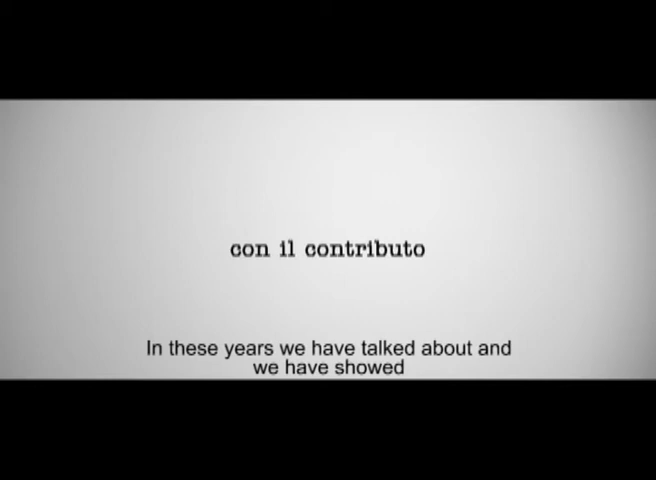 con il contributo
In these years we have talked about and
we have showed